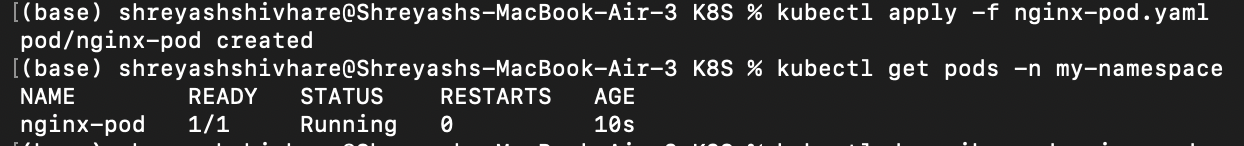 [(base) shreyashshivhare@Shreyashs-MacBook-Air-3 K8S % kubectl apply -f nginx-pod.yaml
pod/nginx-pod created
[(base) shreyashshivhare@Shreyashs-MacBook-Air-3 K8S % kubectl get pods -n my-namespace
NAME        READY   STATUS    RESTARTS   AGE
nginx-pod   1/1     Running   0          10s